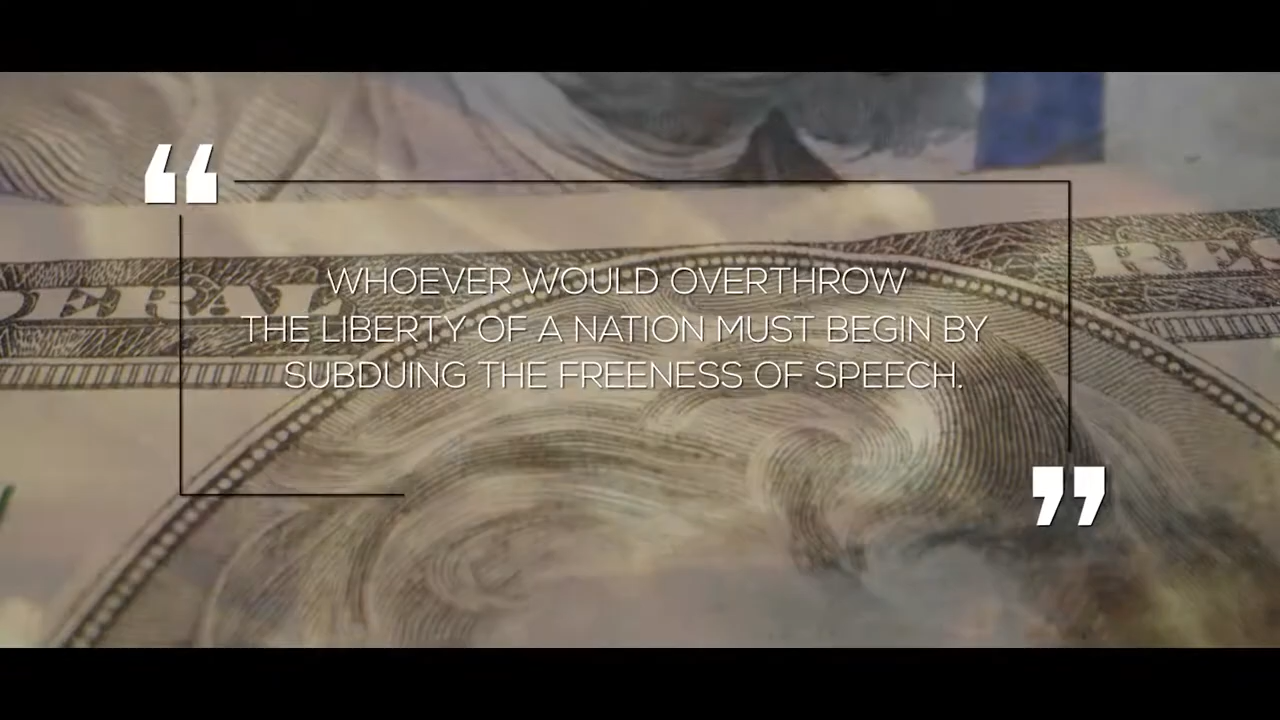 “
WHOEVER WOULD OVERTHROW
THE LIBERTY OF A NATION MUST BEGIN BY
SUBDUING THE FREENESS OF SPEECH.
”